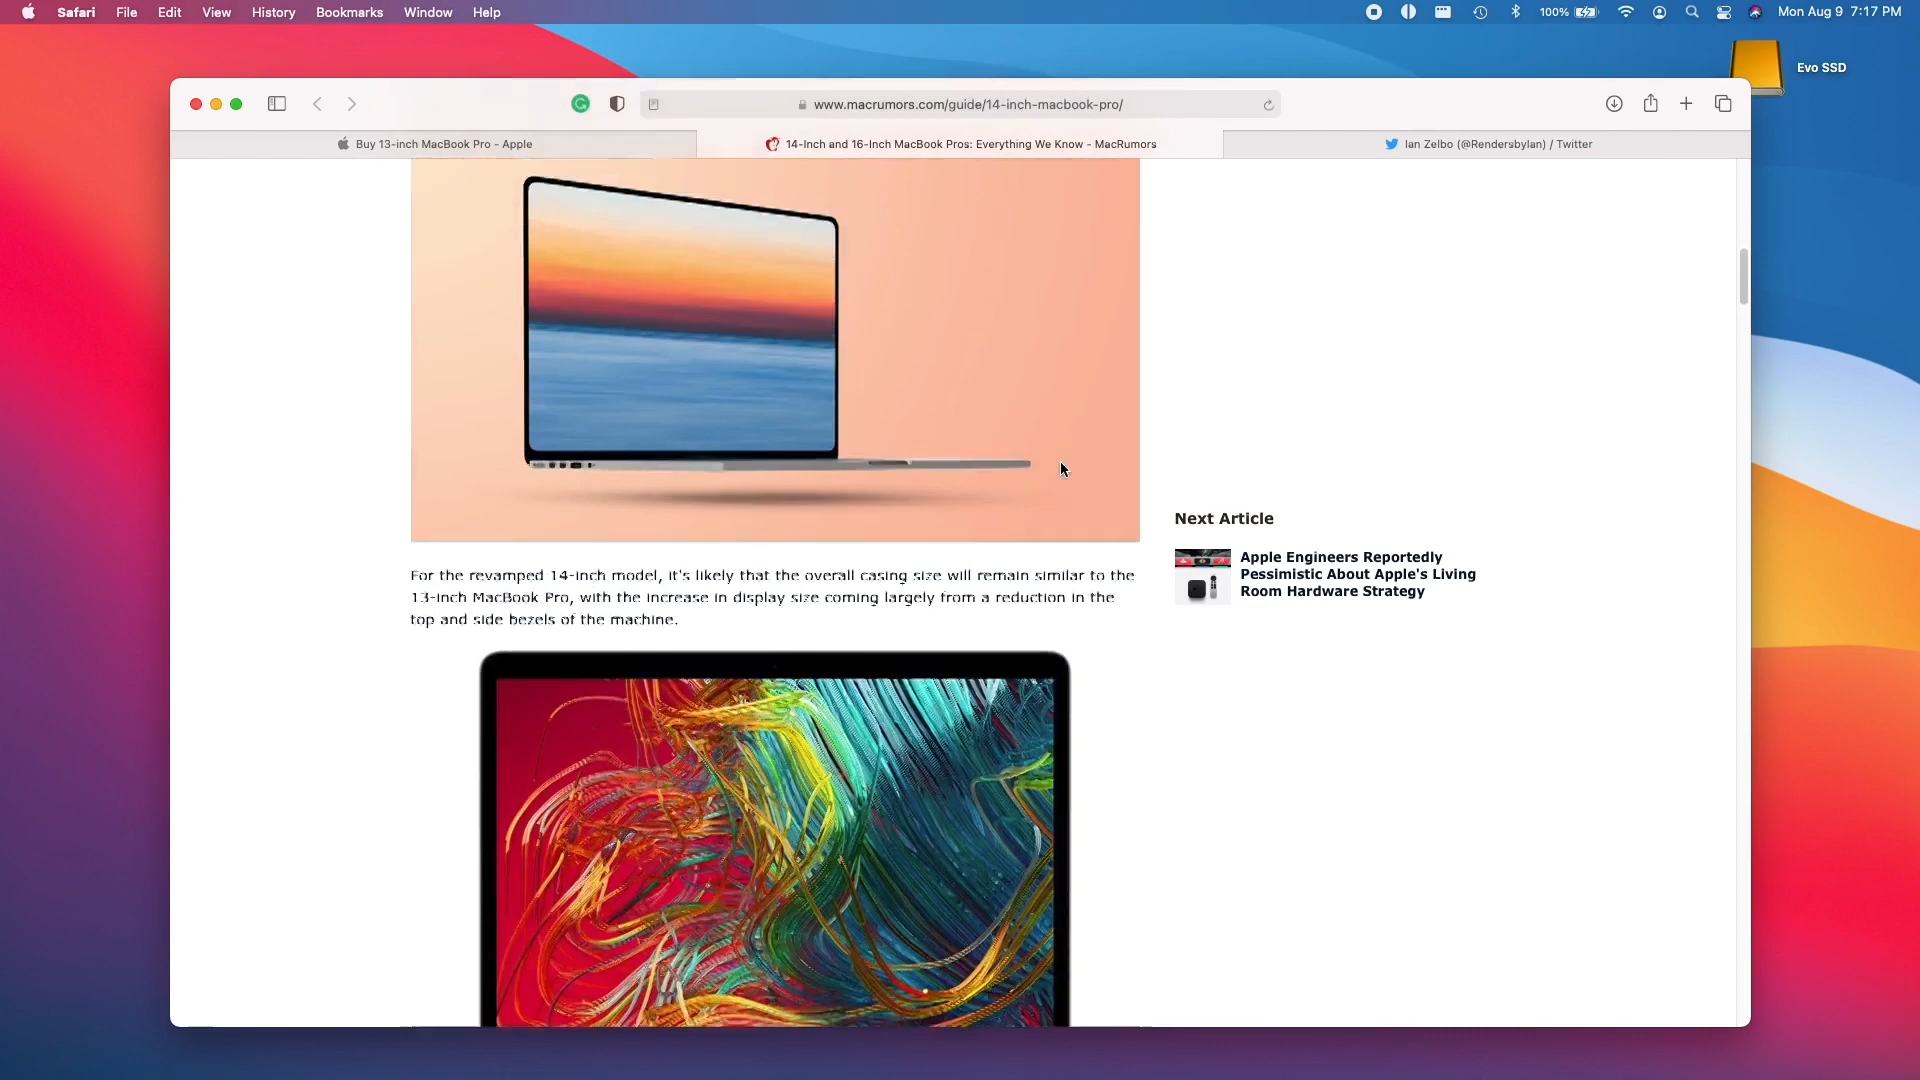 Safari File Edit View History Bookmarks Window Help
100% Mon Aug 9 7:17 PM
Evo SSD
www.macrumors.com/guide/14-inch-macbook-pro/
Buy 13-inch MacBook Pro - Apple
14-Inch and 16-Inch MacBook Pros: Everything We Know - MacRumors
Ian Zelbo (@RendersbyIan) / Twitter
For the revamped 14-inch model, it's likely that the overall casing size will remain similar to the
13-inch MacBook Pro, with the increase in display size coming largely from a reduction in the
top and side bezels of the machine.
Next Article
Apple Engineers Reportedly
Pessimistic About Apple's Living
Room Hardware Strategy